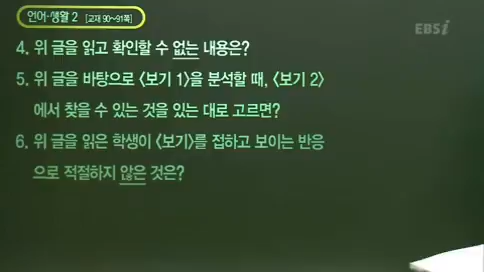 언어·생활 2 [교재 90~91쪽]
EBSi
4. 위 글을 읽고 확인할 수 없는 내용은?
5. 위 글을 바탕으로 〈보기 1〉을 분석할 때, 〈보기 2〉
에서 찾을 수 있는 것을 있는 대로 고르면?
6. 위 글을 읽은 학생이 〈보기〉를 접하고 보이는 반응
으로 적절하지 않은 것은?